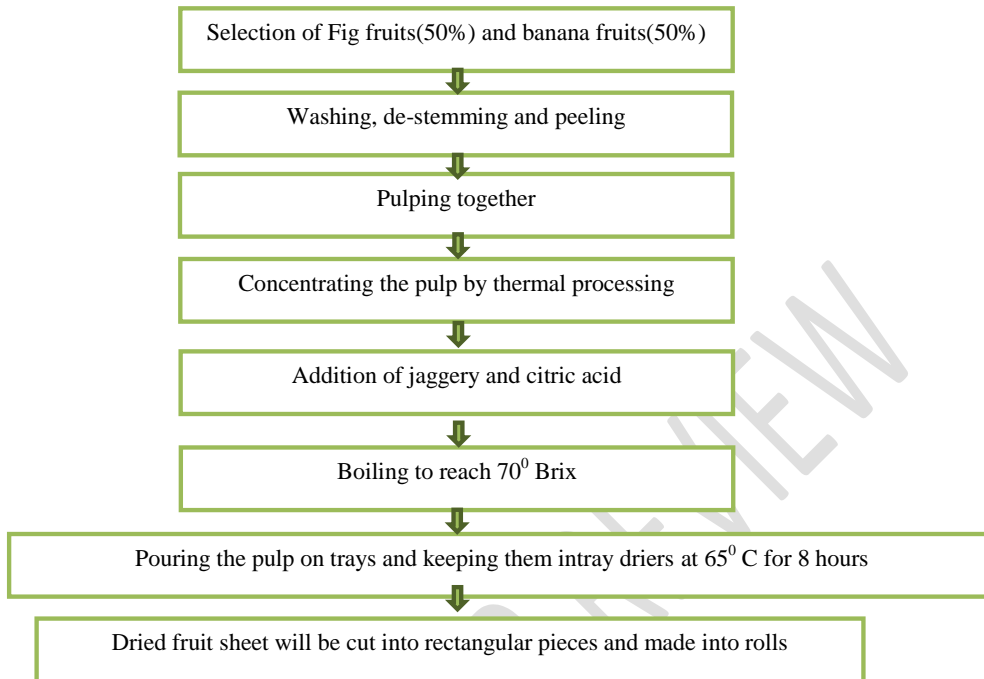 Selection of Fig fruits(50%) and banana fruits(50%)
Washing, de-stemming and peeling
Pulping together
Concentrating the pulp by thermal processing
Addition of jaggery and citric acid
Boiling to reach 70⁰ Brix
Pouring the pulp on trays and keeping them intray driers at 65⁰ C for 8 hours
Dried fruit sheet will be cut into rectangular pieces and made into rolls
REVIEW